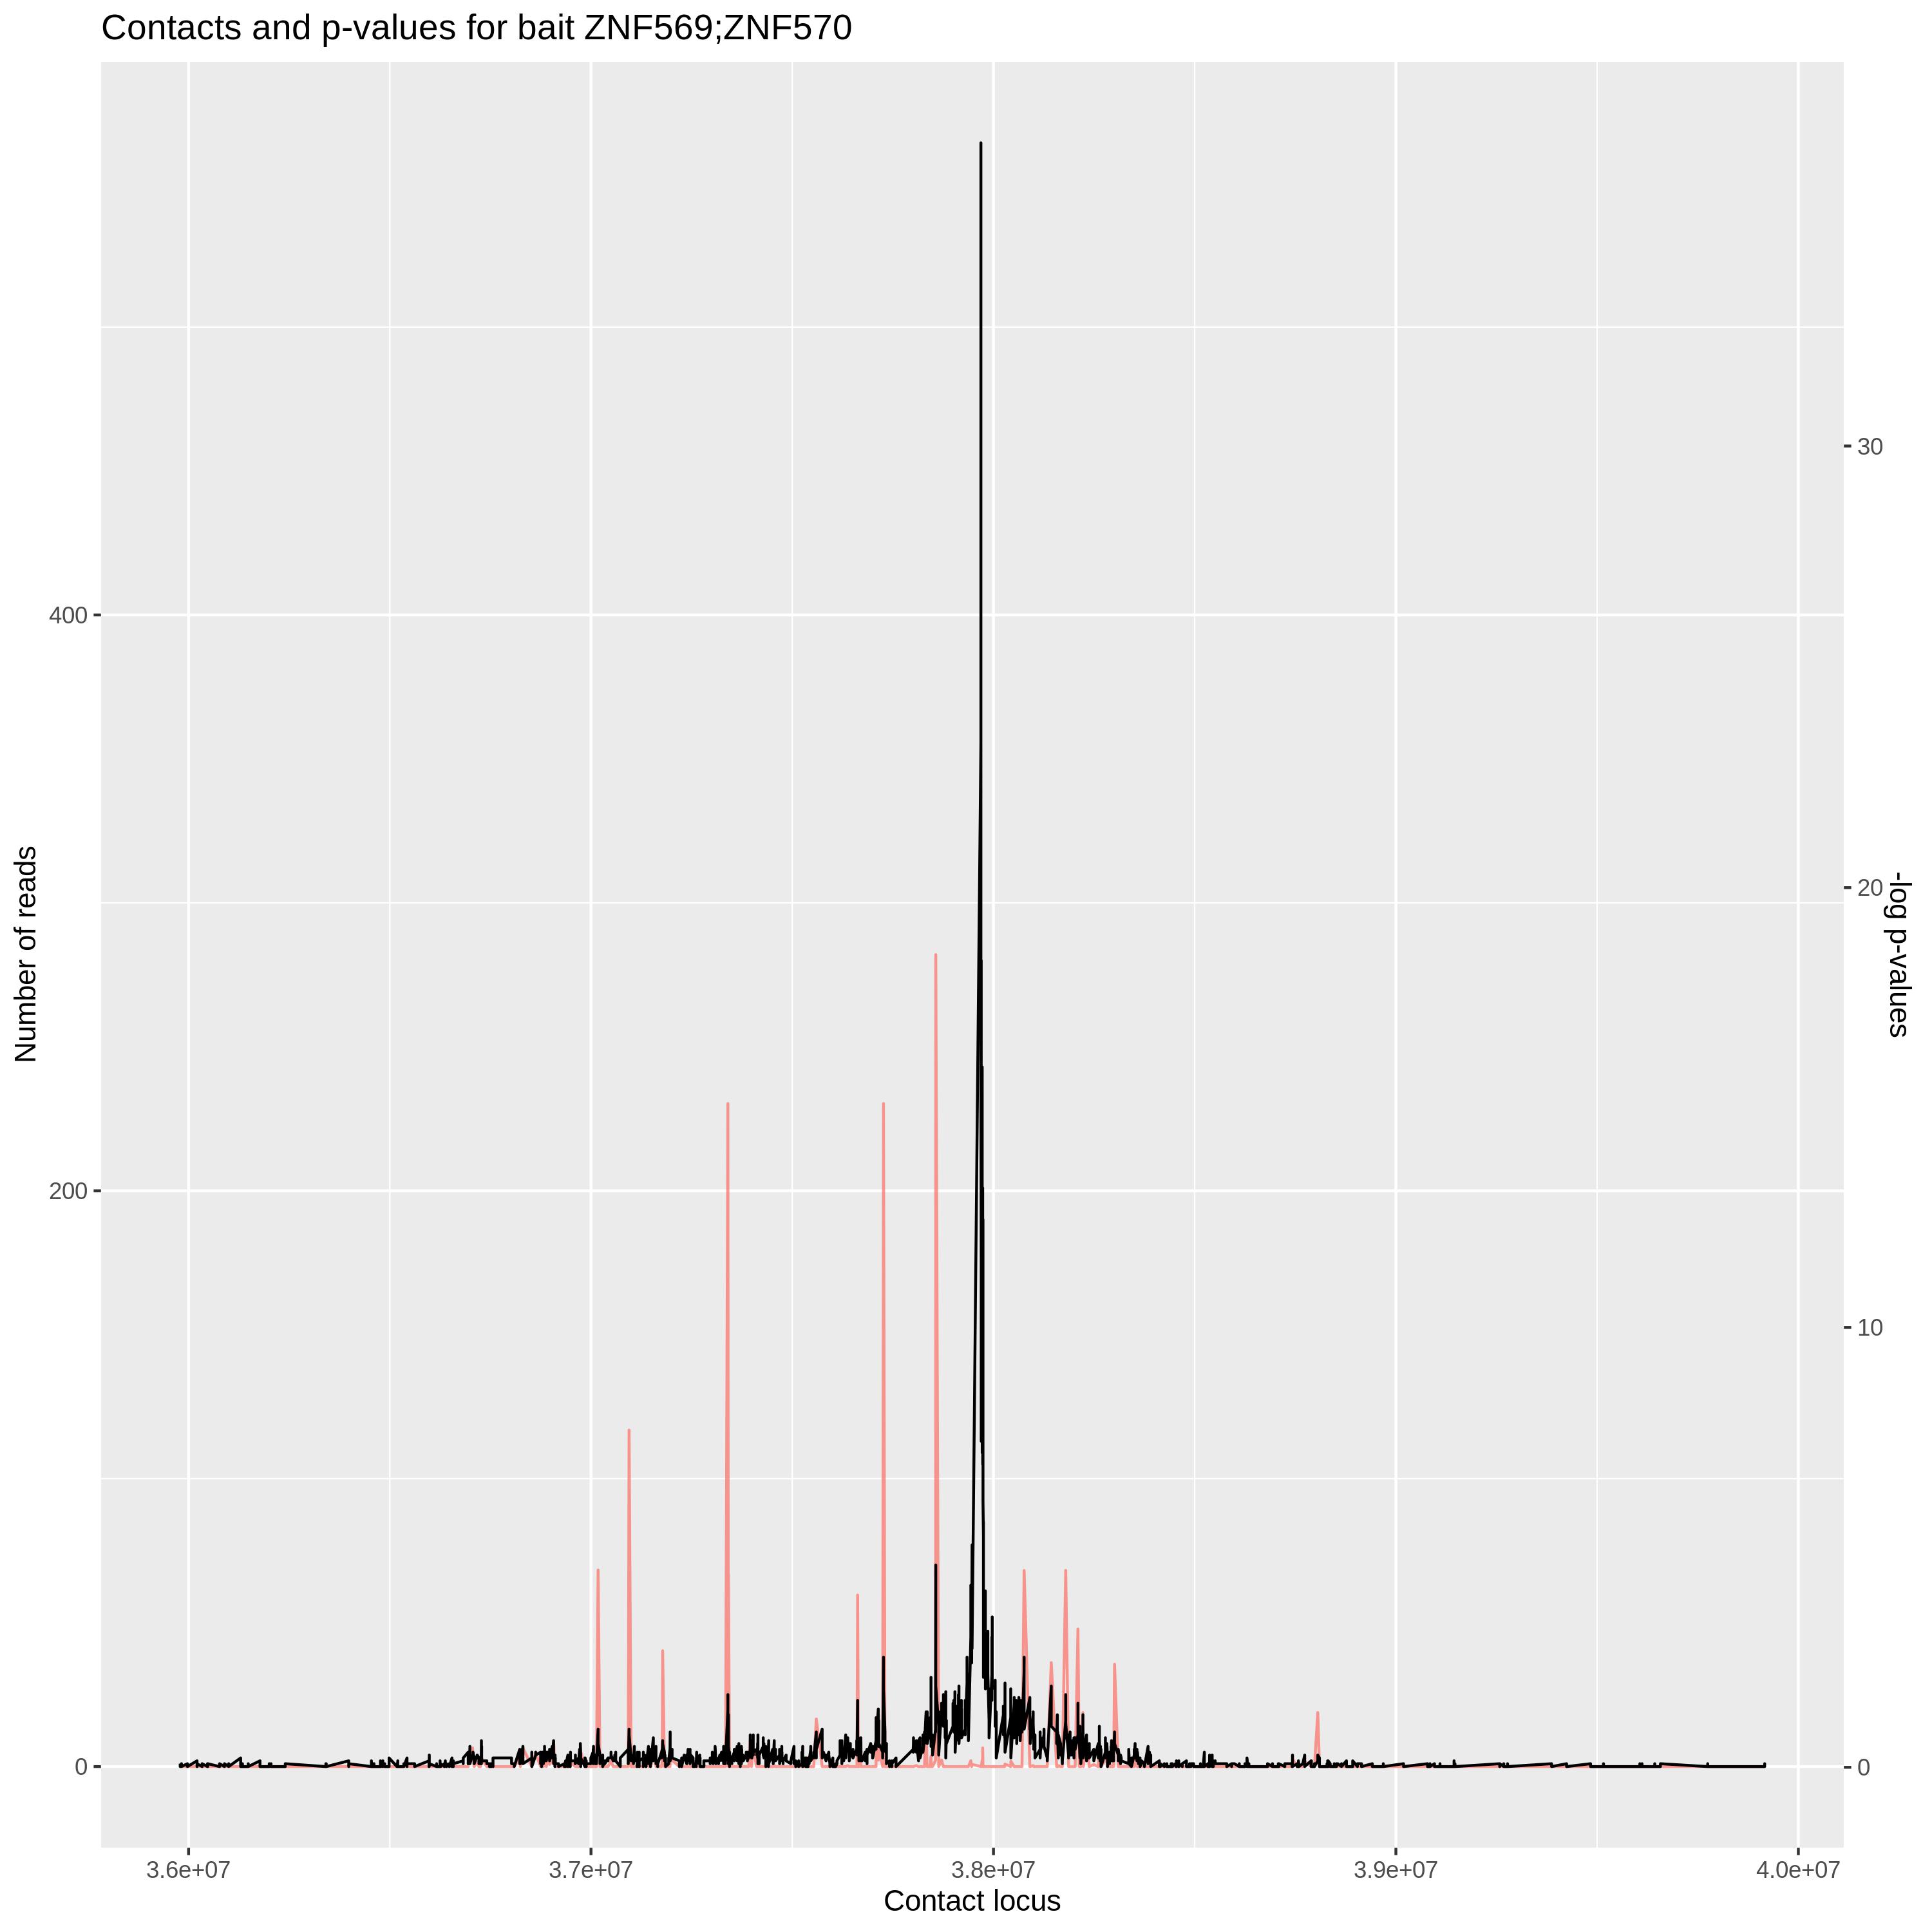 Contacts and p-values for bait ZNF569;ZNF570
Number of reads
400
200
0
30
20
10
0
-log p-values
3.6e+07
3.7e+07
3.8e+07
3.9e+07
4.0e+07
Contact locus